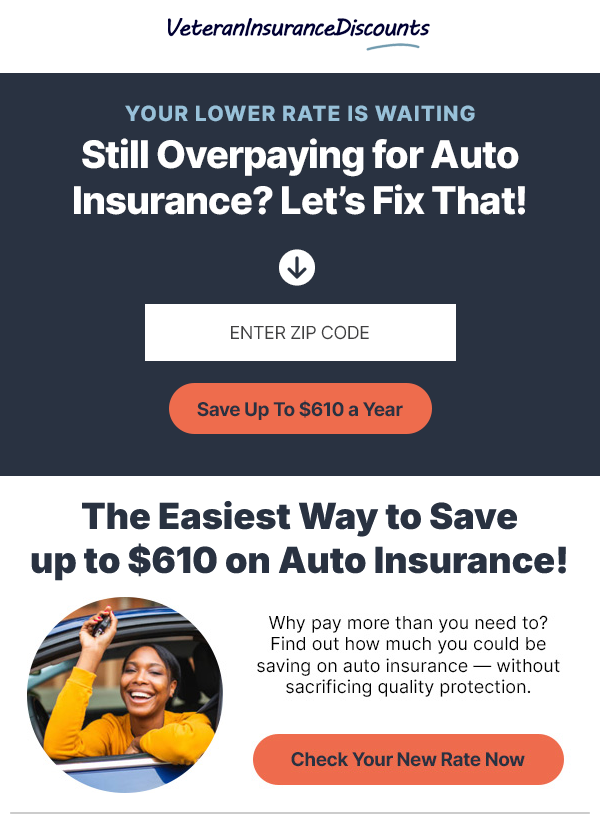 VeteranInsuranceDiscounts
YOUR LOWER RATE IS WAITING
Still Overpaying for Auto
Insurance? Let’s Fix That!
ENTER ZIP CODE
Save Up To $610 a Year
The Easiest Way to Save
up to $610 on Auto Insurance!
Why pay more than you need to?
Find out how much you could be
saving on auto insurance — without
sacrificing quality protection.
Check Your New Rate Now